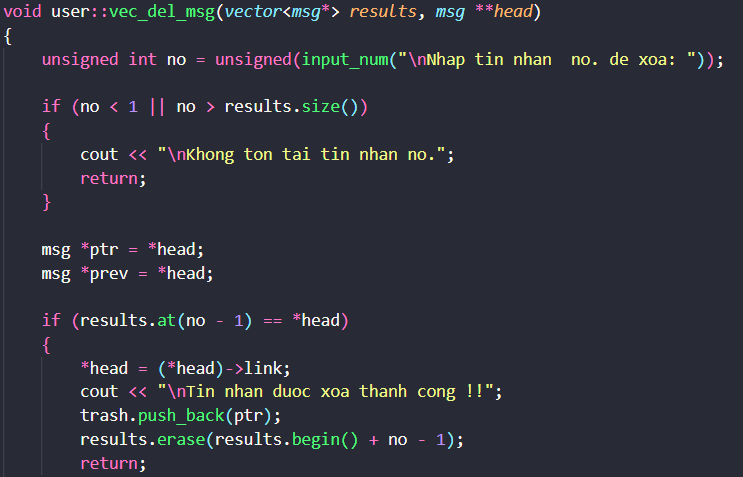 void user::vec_del_msg(vector<msg*> results, msg **head)
{
    unsigned int no = unsigned(input_num("\nNhap tin nhan  no. de xoa: "));
    if (no < 1 || no > results.size())
    {
        cout << "\nKhong ton tai tin nhan no.";
        return;
    }
    msg *ptr = *head;
    msg *prev = *head;
    if (results.at(no - 1) == *head)
    {
        *head = (*head)->link;
        cout << "\nTin nhan duoc xoa thanh cong !!";
        trash.push_back(ptr);
        results.erase(results.begin() + no - 1);
        return;